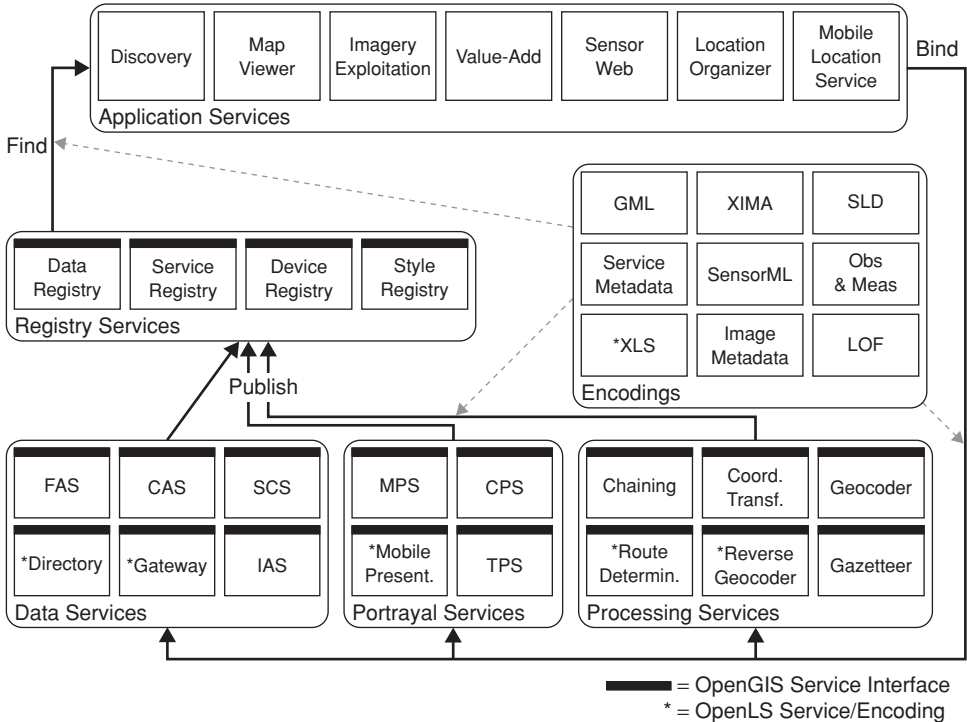 Discovery
Map
Viewer
Imagery
Exploitation
Value-Add
Sensor
Web
Location
Organizer
Mobile
Location
Service
Application Services
Bind
Find
GML
XIMA
SLD
Service
Metadata
SensorML
Obs
& Meas
*XLS
Image
Metadata
LOF
Encodings
Data
Registry
Service
Registry
Device
Registry
Style
Registry
Registry Services
Publish
FAS
CAS
SCS
*Directory
*Gateway
IAS
Data Services
MPS
CPS
*Mobile
Present.
TPS
Portrayal Services
Chaining
Coord.
Transf.
Geocoder
*Route
Determin.
*Reverse
Geocoder
Gazetteer
Processing Services
= OpenGIS Service Interface
* = OpenLS Service/Encoding